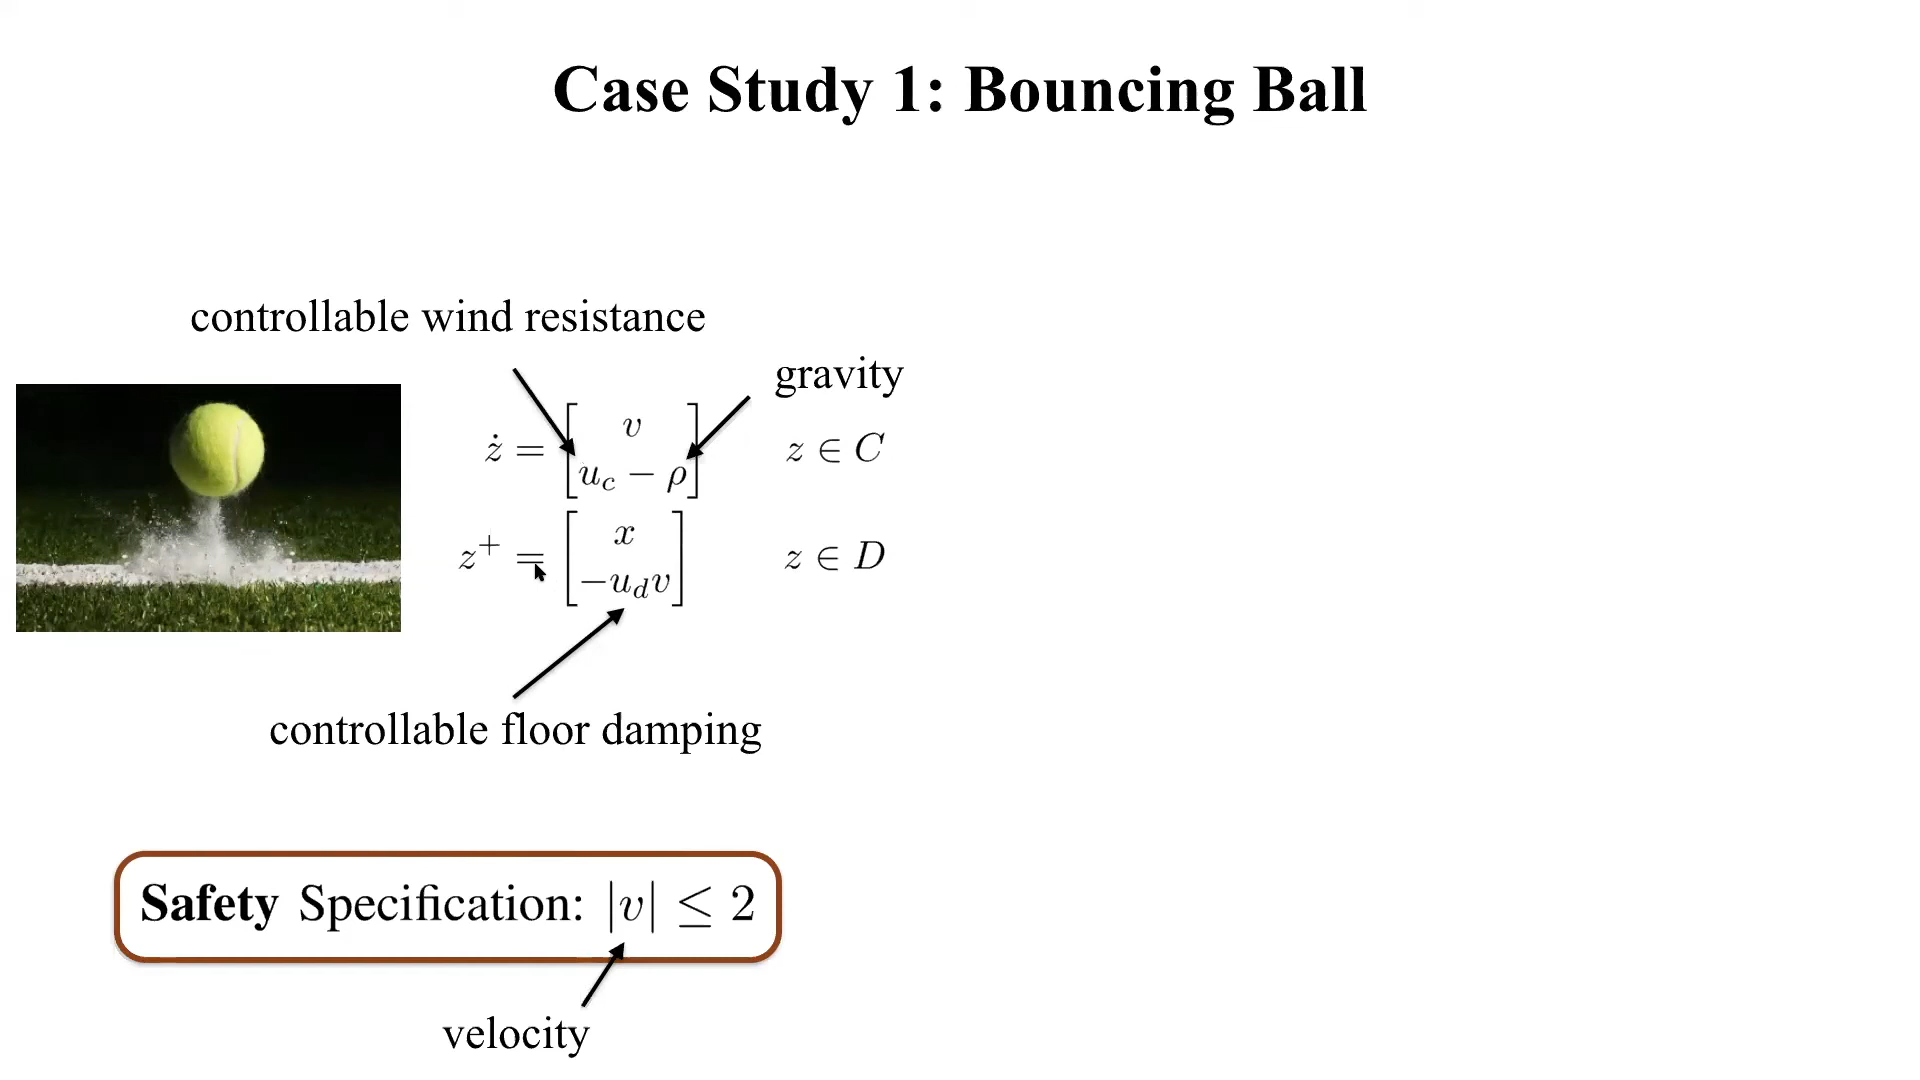 Case Study 1: Bouncing Ball
controllable wind resistance
gravity
ż = [ v ; u_c − ρ ]    z ∈ C
z⁺ = [ x ; −u_d v ]    z ∈ D
controllable floor damping
Safety Specification: |v| ≤ 2
velocity